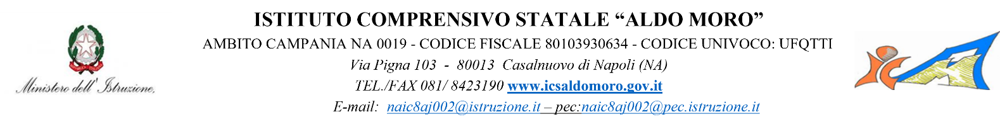 ISTITUTO COMPRENSIVO STATALE “ALDO MORO”
AMBITO CAMPANIA NA 0019 - CODICE FISCALE 80103930634 - CODICE UNIVOCO: UFQTTI
Via Pigna 103 - 80013 Casalnuovo di Napoli (NA)
TEL./FAX 081/ 8423190 www.icsaldomoro.gov.it
E-mail: naic8aj002@istruzione.it – pec:naic8aj002@pec.istruzione.it
Ministero dell' Istruzione,